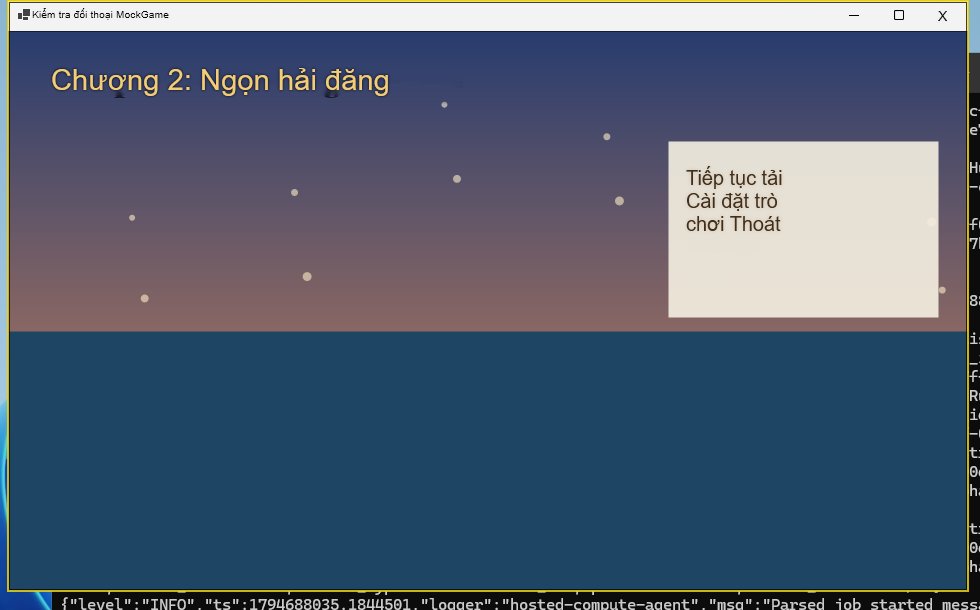 Kiểm tra đối thoại MockGame
Chương 2: Ngọn hải đăng
Tiếp tục tải
Cài đặt trò
chơi Thoát
{"level":"INFO","ts":1794688035.1844501,"logger":"hosted-compute-agent","msg":"Parsed job started mes